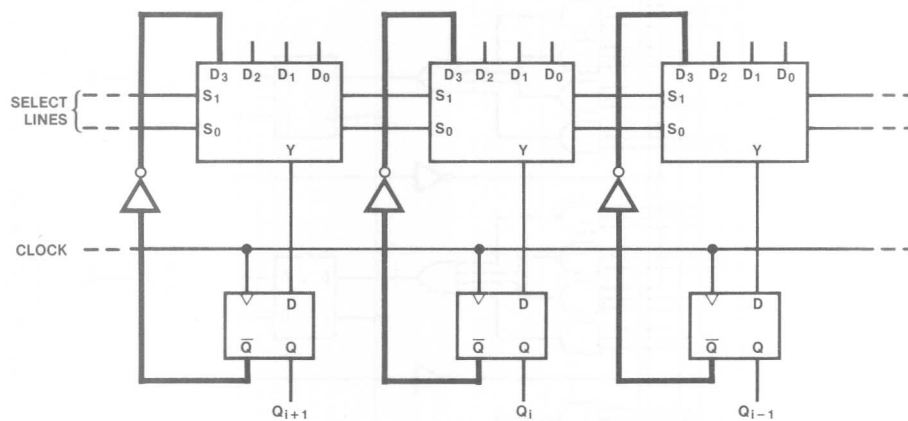 D3 D2 D1 D0 D3 D2 D1 D0 D3 D2 D1 D0
SELECT LINES
S1 S1 S1
S0 S0 S0
Y Y Y
CLOCK
D D D
Q̅ Q Q̅ Q Q̅ Q
Qi+1 Qi Qi−1